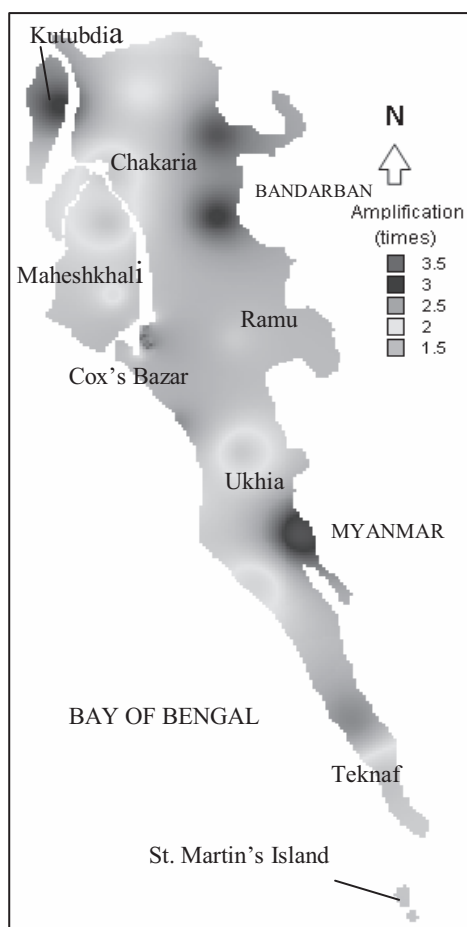 Kutubdia
N
Chakaria
BANDARBAN
Amplification
(times)
3.5
3
2.5
2
1.5
Maheshkhali
Ramu
Cox's Bazar
Ukhia
MYANMAR
BAY OF BENGAL
Teknaf
St. Martin's Island